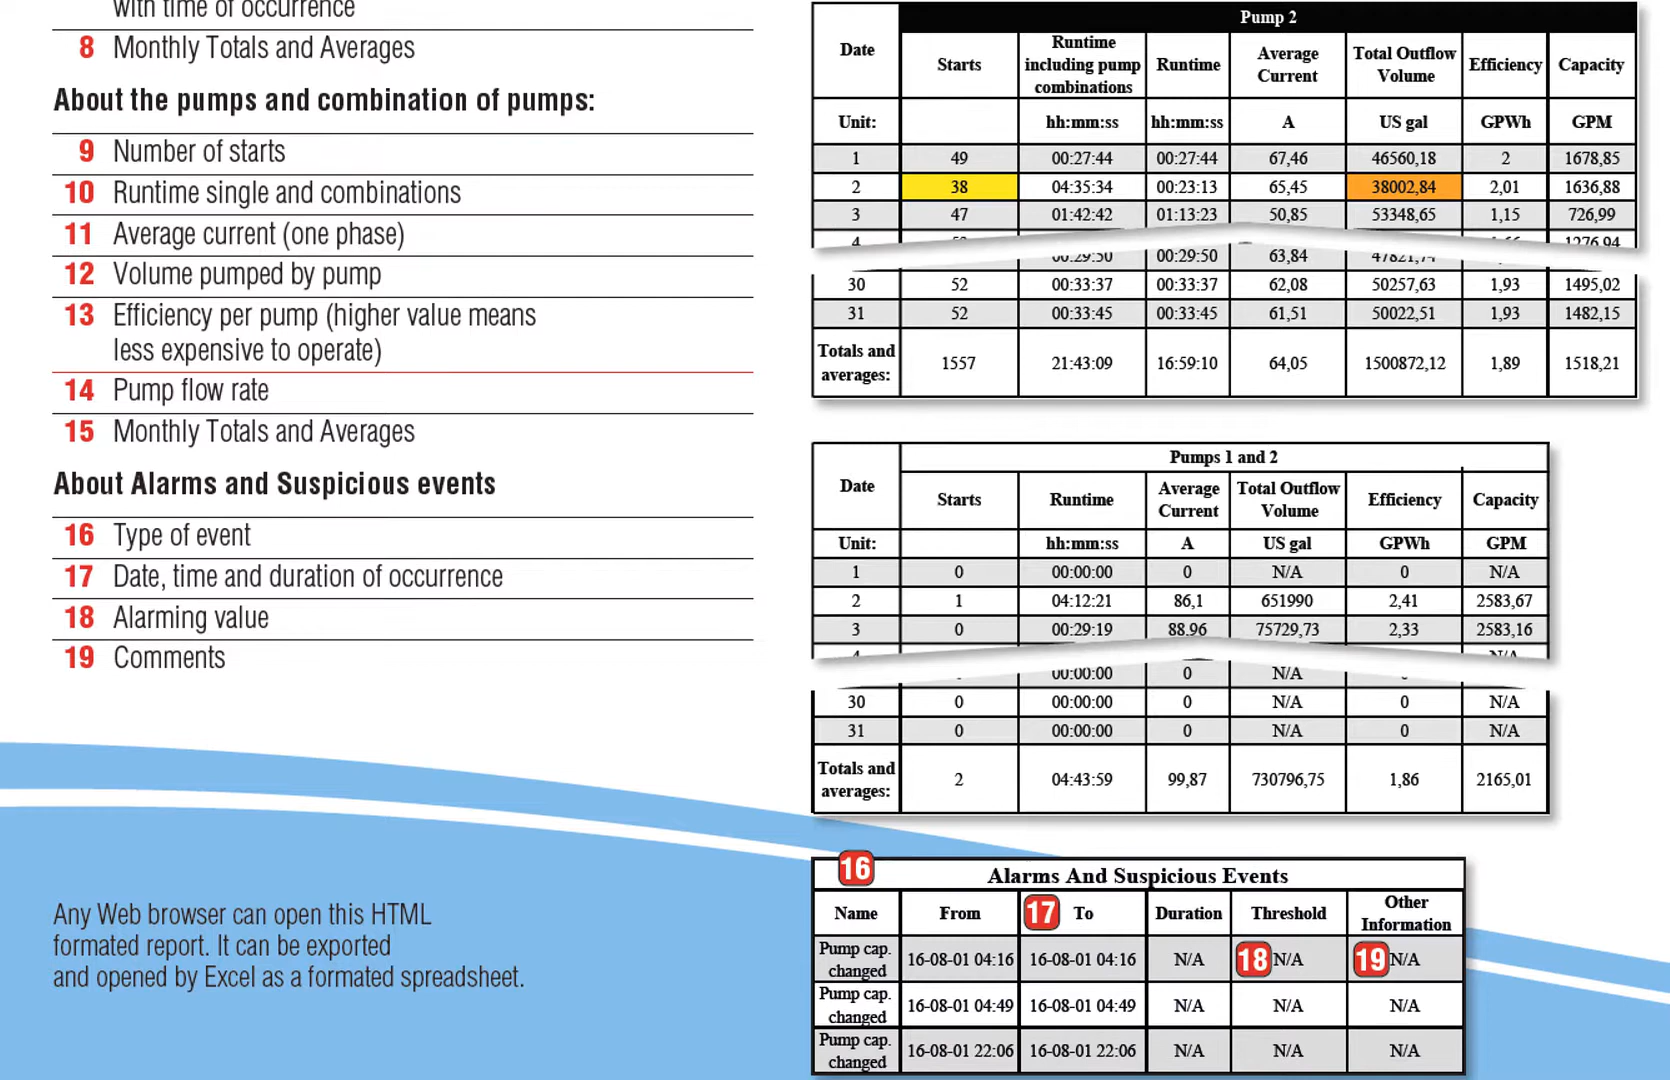 with time of occurrence
8 Monthly Totals and Averages
About the pumps and combination of pumps:
9 Number of starts
10 Runtime single and combinations
11 Average current (one phase)
12 Volume pumped by pump
13 Efficiency per pump (higher value means
less expensive to operate)
14 Pump flow rate
15 Monthly Totals and Averages
About Alarms and Suspicious events
16 Type of event
17 Date, time and duration of occurrence
18 Alarming value
19 Comments
Any Web browser can open this HTML
formated report. It can be exported
and opened by Excel as a formated spreadsheet.
Pump 2
Date Starts Runtime including pump combinations Runtime Average Current Total Outflow Volume Efficiency Capacity
Unit: hh:mm:ss hh:mm:ss A US gal GPWh GPM
1 49 00:27:44 00:27:44 67,46 46560,18 2 1678,85
2 38 04:35:34 00:23:13 65,45 38002,84 2,01 1636,88
3 47 01:42:42 01:13:23 50,85 53348,65 1,15 726,99
4 1276,94
00:29:50 00:29:50 63,84
30 52 00:33:37 00:33:37 62,08 50257,63 1,93 1495,02
31 52 00:33:45 00:33:45 61,51 50022,51 1,93 1482,15
Totals and averages: 1557 21:43:09 16:59:10 64,05 1500872,12 1,89 1518,21
Pumps 1 and 2
Date Starts Runtime Average Current Total Outflow Volume Efficiency Capacity
Unit: hh:mm:ss A US gal GPWh GPM
1 0 00:00:00 0 N/A 0 N/A
2 1 04:12:21 86,1 651990 2,41 2583,67
3 0 00:29:19 88,96 75729,73 2,33 2583,16
00:00:00 0 N/A
30 0 00:00:00 0 N/A 0 N/A
31 0 00:00:00 0 N/A 0 N/A
Totals and averages: 2 04:43:59 99,87 730796,75 1,86 2165,01
16 Alarms And Suspicious Events
Name From 17 To Duration Threshold Other Information
Pump cap. changed 16-08-01 04:16 16-08-01 04:16 N/A 18 N/A 19 N/A
Pump cap. changed 16-08-01 04:49 16-08-01 04:49 N/A N/A N/A
Pump cap. changed 16-08-01 22:06 16-08-01 22:06 N/A N/A N/A